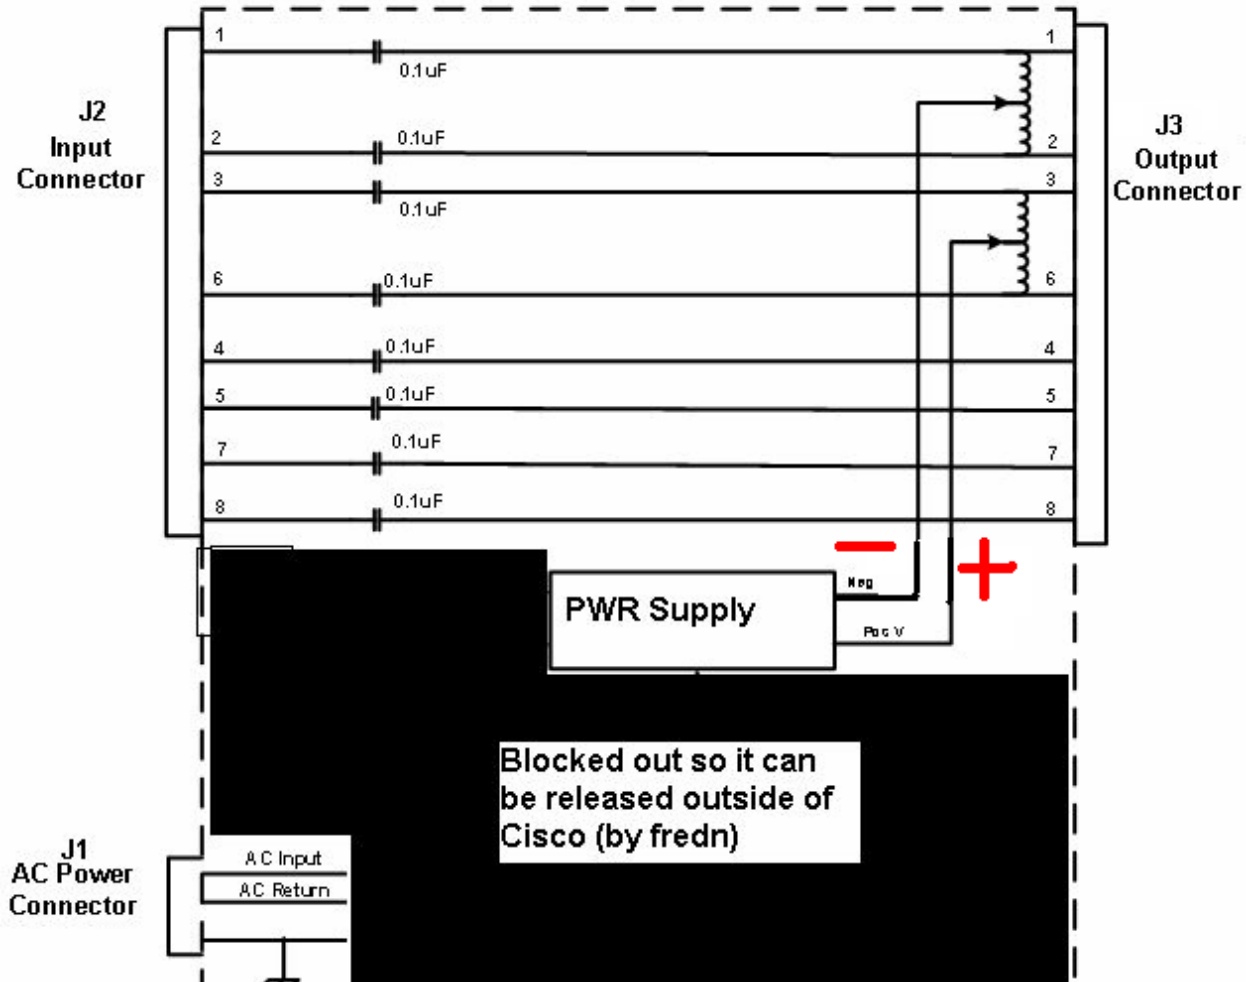 1
1
0.1uF
J2
Input
Connector
J3
Output
Connector
2
0.1uF
2
3
3
0.1uF
6
0.1uF
6
4
0.1uF
4
5
0.1uF
5
7
0.1uF
7
8
0.1uF
8
− +
PWR Supply
Neg
Pos V
Blocked out so it can
be released outside of
Cisco (by fredn)
J1
AC Power
Connector
AC Input
AC Return